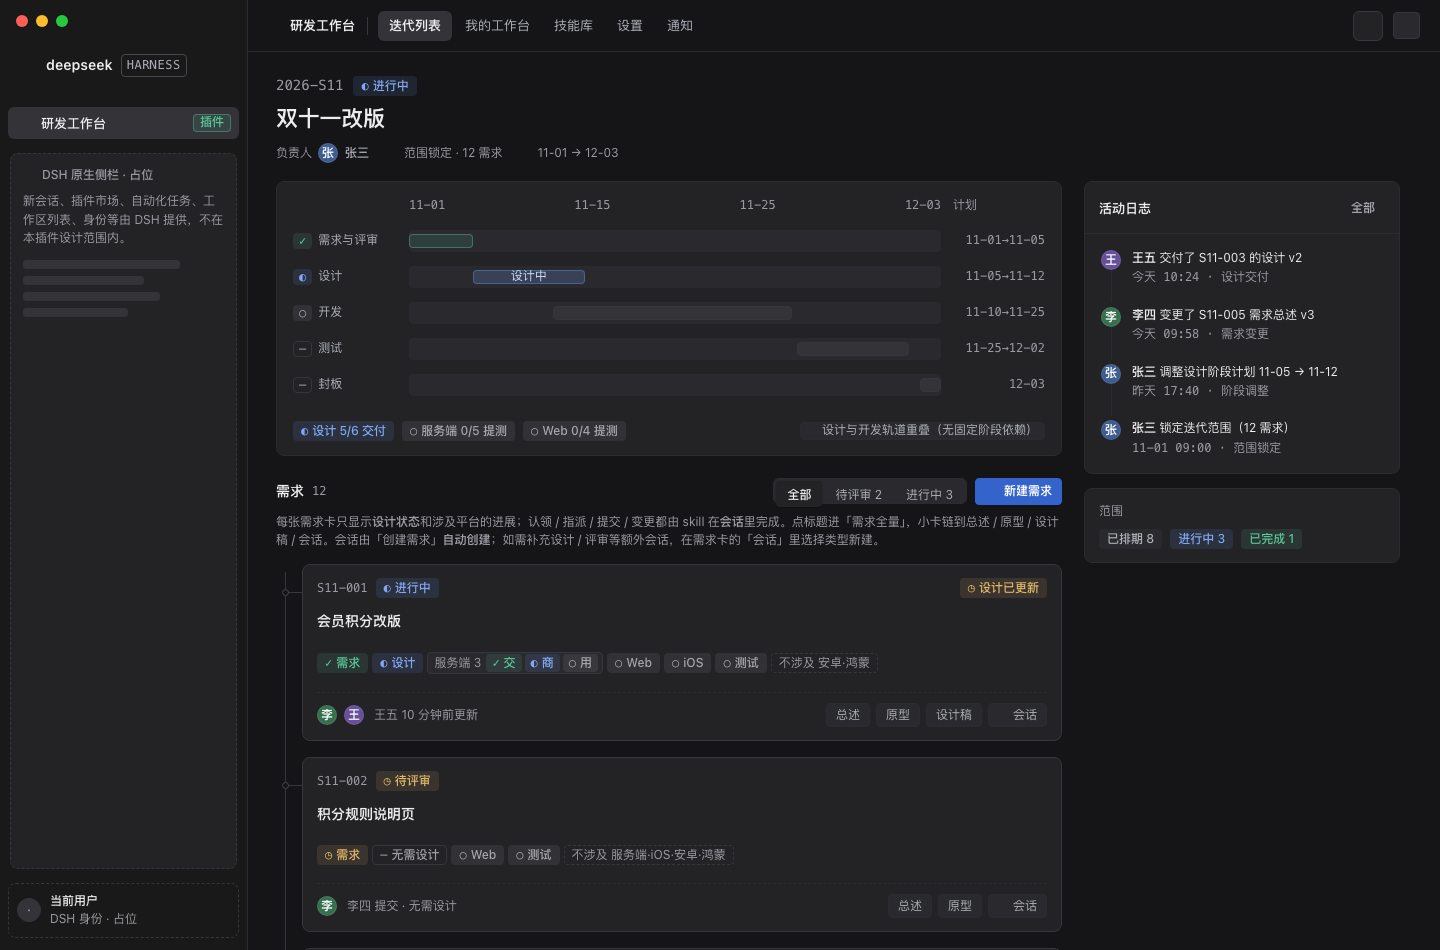 deepseek HARNESS
研发工作台 插件
DSH 原生侧栏 · 占位
新会话、插件市场、自动化任务、工
作区列表、身份等由 DSH 提供，不在
本插件设计范围内。
当前用户
DSH 身份 · 占位
研发工作台 迭代列表 我的工作台 技能库 设置 通知
2026-S11 ◐ 进行中
双十一改版
负责人 张 张三 范围锁定 · 12 需求 11-01 → 12-03
11-01 11-15 11-25 12-03 计划
✓ 需求与评审 11-01→11-05
◐ 设计 设计中 11-05→11-12
○ 开发 11-10→11-25
— 测试 11-25→12-02
— 封板 12-03
◐ 设计 5/6 交付 ○ 服务端 0/5 提测 ○ Web 0/4 提测 设计与开发轨道重叠（无固定阶段依赖）
需求 12 全部 待评审 2 进行中 3 新建需求
每张需求卡只显示设计状态和涉及平台的进展；认领 / 指派 / 提交 / 变更都由 skill 在会话里完成。点标题进「需求全量」，小卡链到总述 / 原型 / 设计
稿 / 会话。会话由「创建需求」自动创建；如需补充设计 / 评审等额外会话，在需求卡的「会话」里选择类型新建。
S11-001 ◐ 进行中 ◷ 设计已更新
会员积分改版
✓ 需求 ◐ 设计 服务端 3 ✓ 交 ◐ 商 ○ 用 ○ Web ○ iOS ○ 测试 不涉及 安卓·鸿蒙
李 王 王五 10 分钟前更新 总述 原型 设计稿 会话
S11-002 ◷ 待评审
积分规则说明页
◷ 需求 — 无需设计 ○ Web ○ 测试 不涉及 服务端·iOS·安卓·鸿蒙
李 李四 提交 · 无需设计 总述 原型 会话
活动日志 全部
王 王五 交付了 S11-003 的设计 v2
今天 10:24 · 设计交付
李 李四 变更了 S11-005 需求总述 v3
今天 09:58 · 需求变更
张 张三 调整设计阶段计划 11-05 → 11-12
昨天 17:40 · 阶段调整
张 张三 锁定迭代范围（12 需求）
11-01 09:00 · 范围锁定
范围
已排期 8 进行中 3 已完成 1